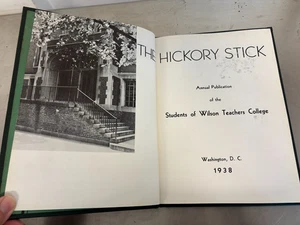 THE HICKORY STICK
Annual Publication
of the
Students of Wilson Teachers College
Washington, D. C.
1938